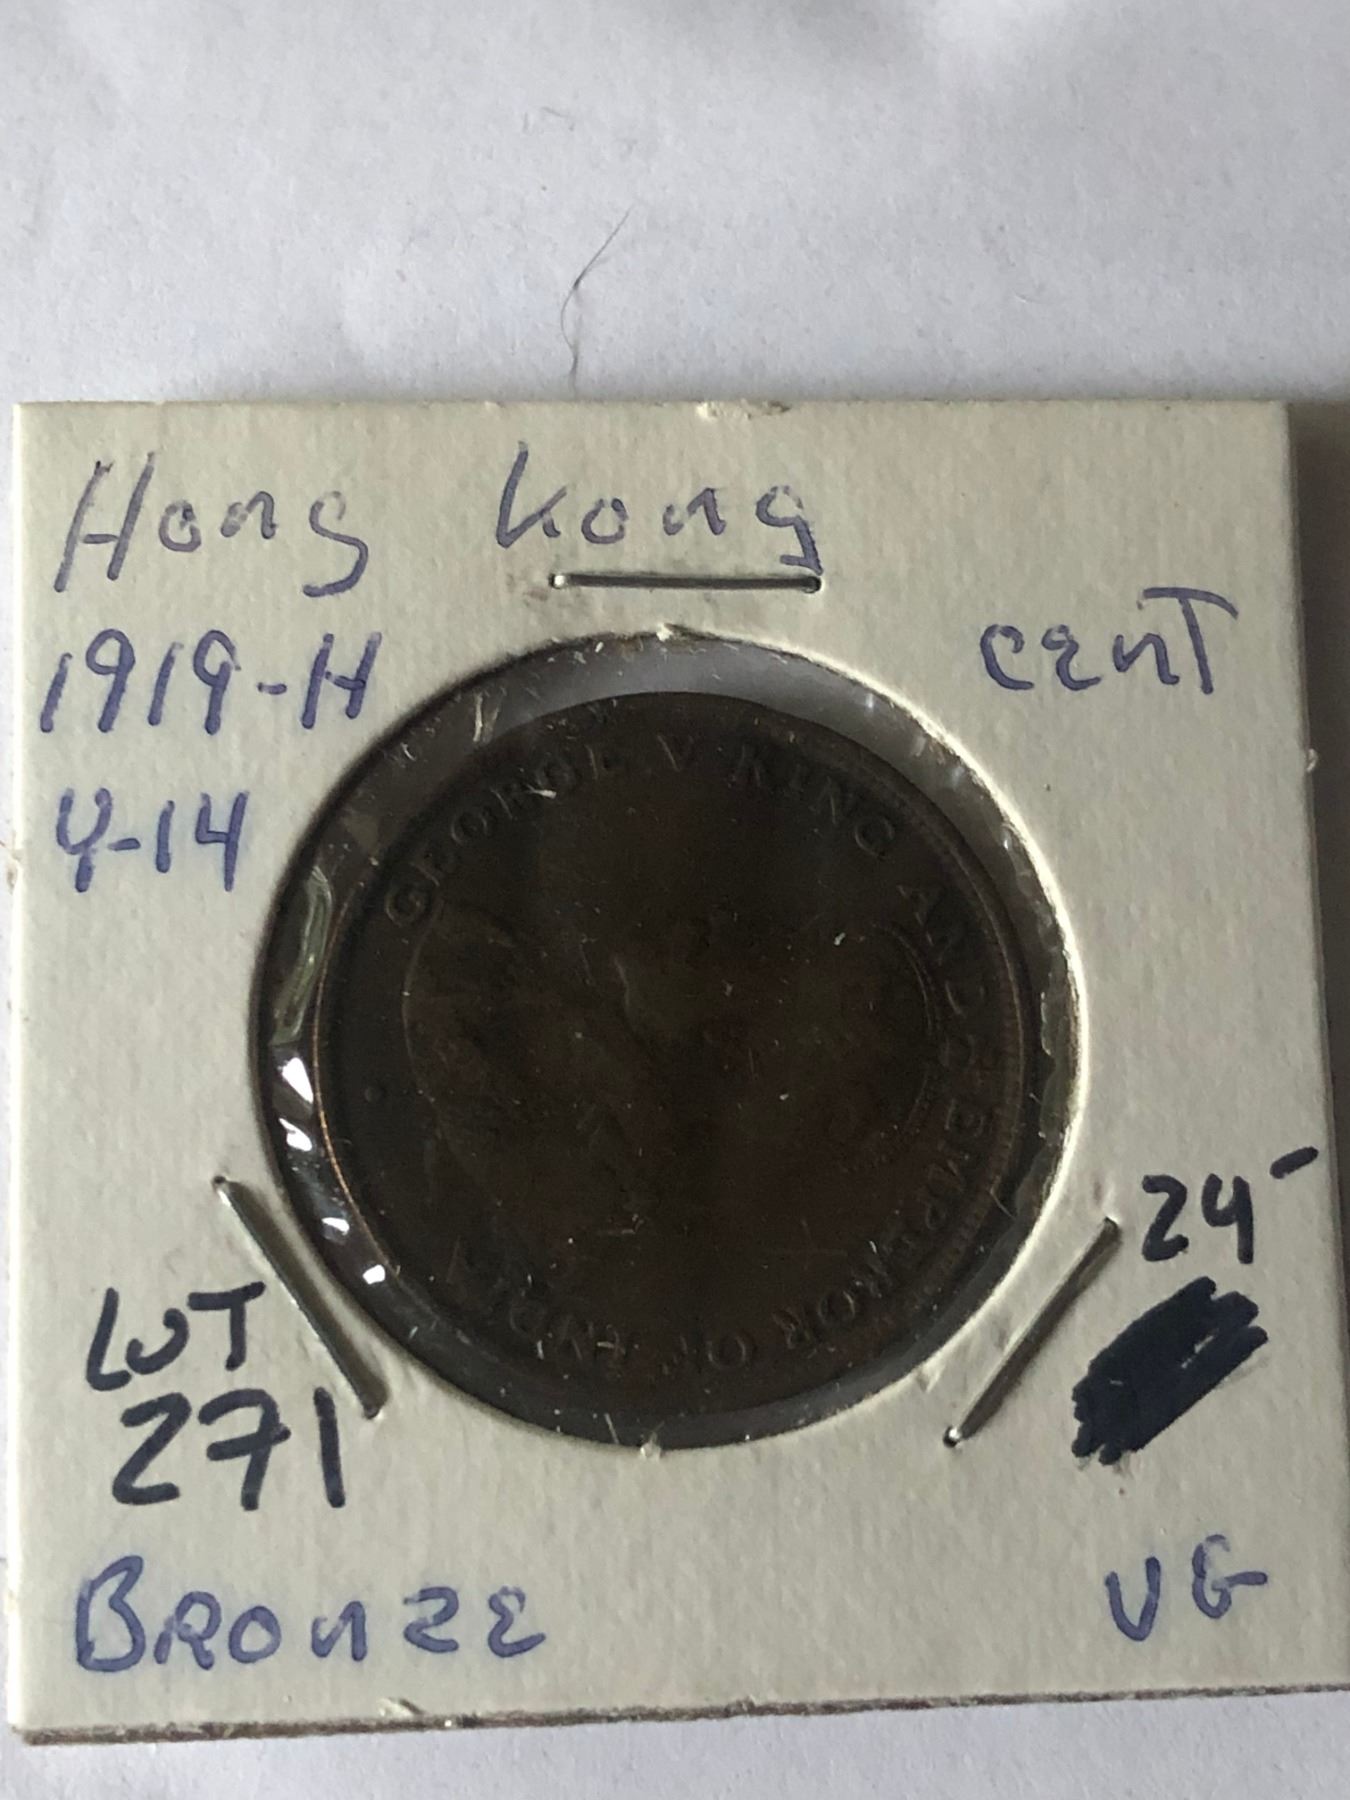 Hong Kong
1919-H
cent
Y-14
GEORGE V KING AND EMPEROR OF INDIA
24-
LOT
271
Bronze
VG